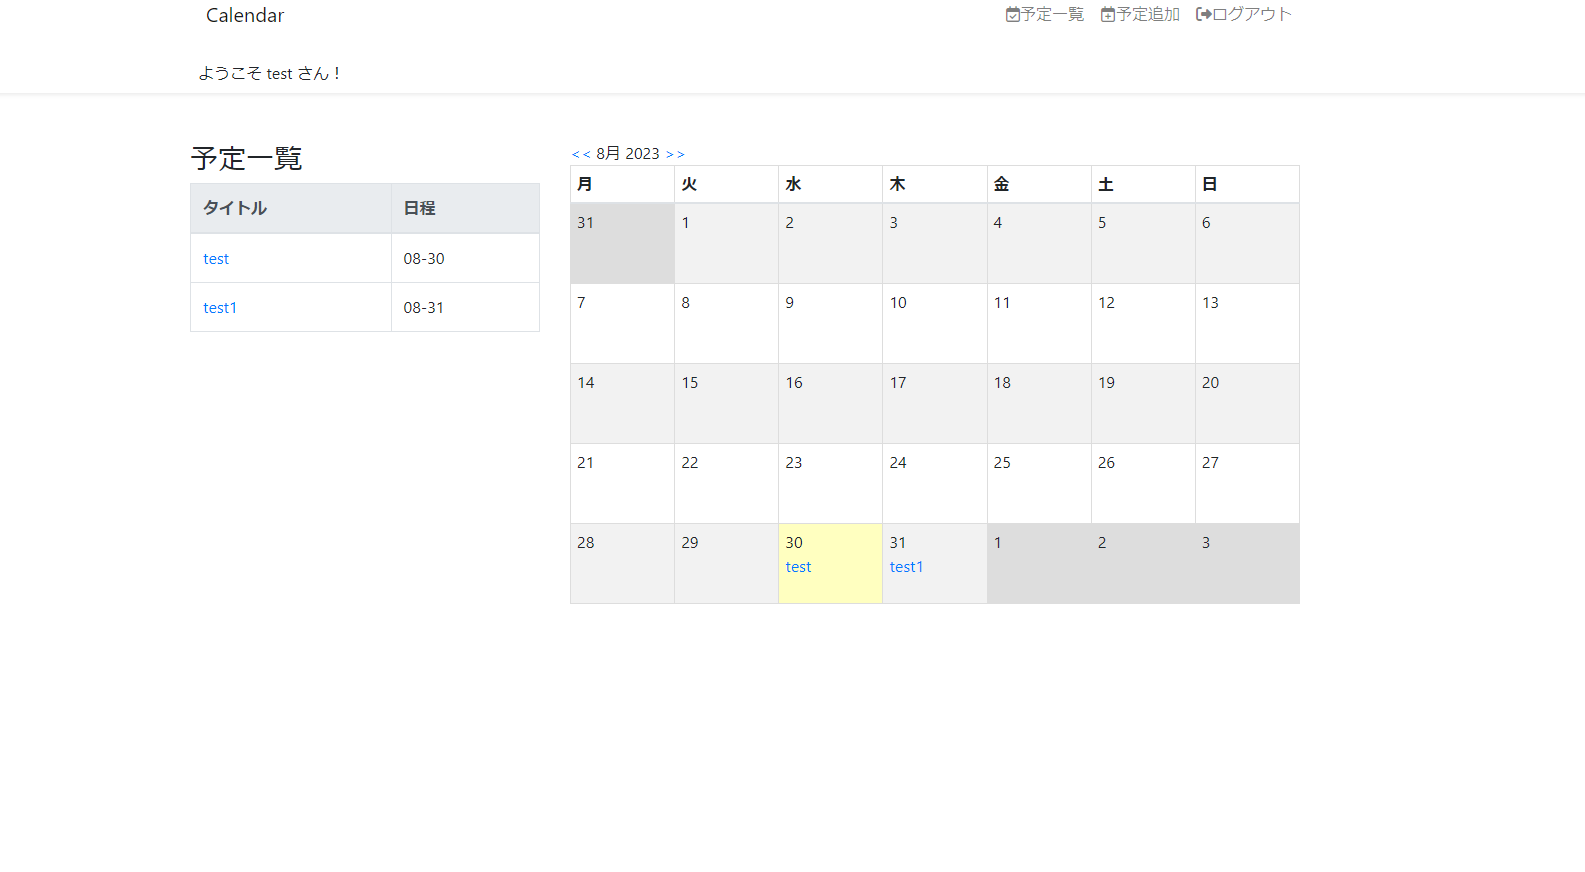 Calendar 予定一覧 予定追加 ログアウト
ようこそ test さん！
予定一覧
タイトル 日程
test 08-30
test1 08-31
<< 8月 2023 >>
月 火 水 木 金 土 日
31 1 2 3 4 5 6
7 8 9 10 11 12 13
14 15 16 17 18 19 20
21 22 23 24 25 26 27
28 29 30 31 1 2 3
test test1